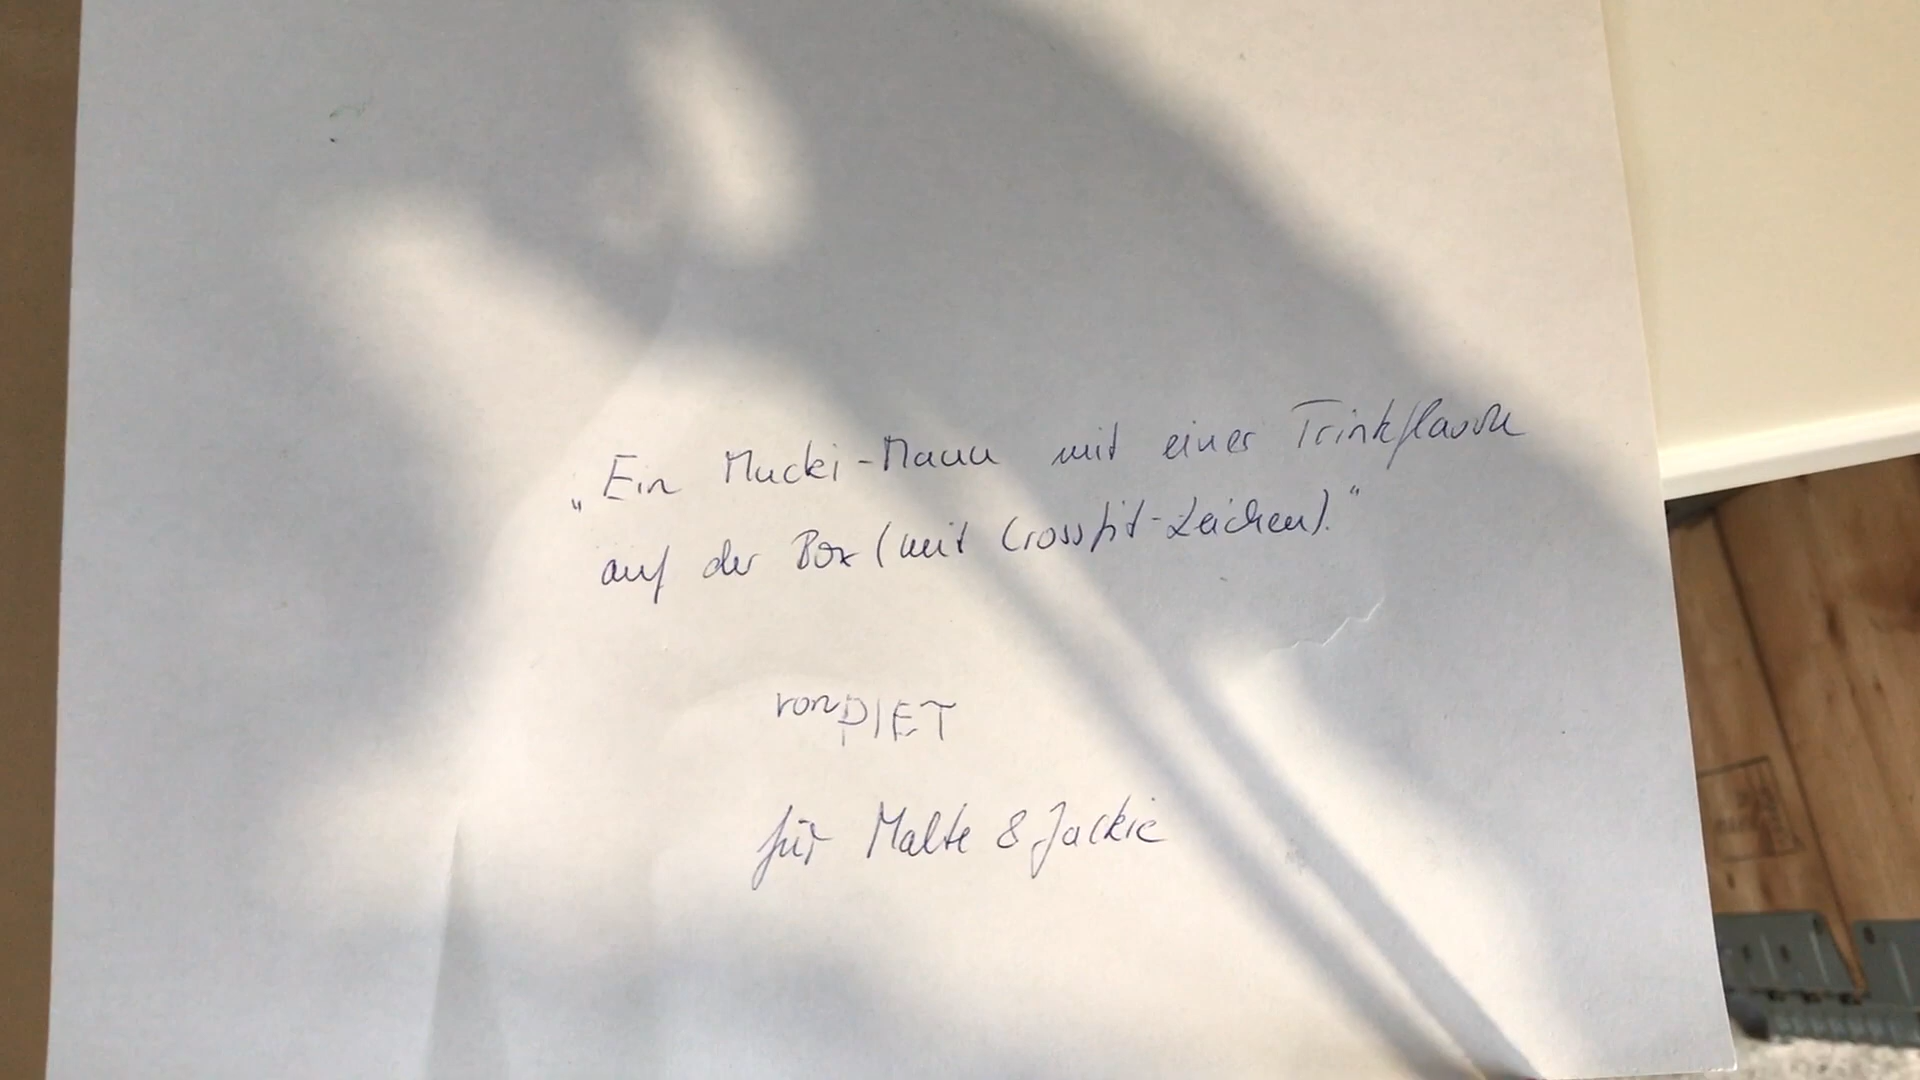 „Ein Mucki-Mann mit einer Trinkflasche
auf der Box (mit Crossfit-Zeichen).“
von PIET
für Malte & Jackie